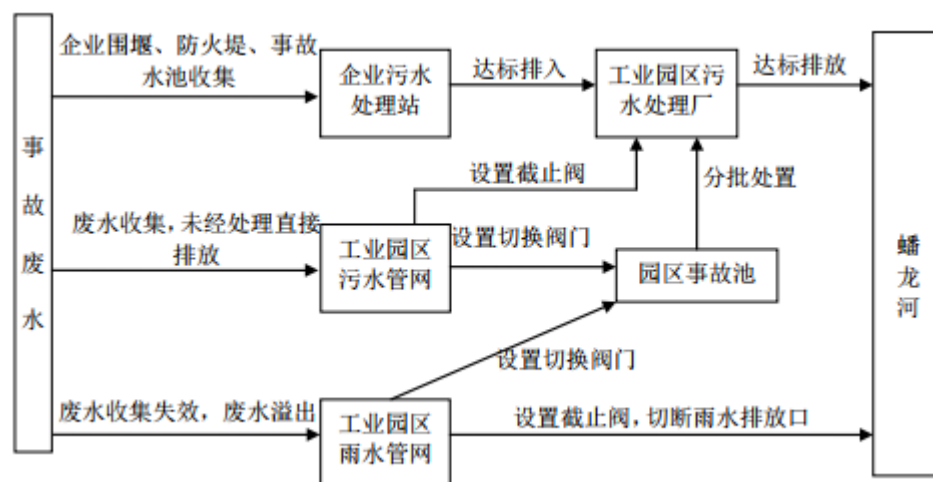 事故废水
企业围堰、防火堤、事故
水池收集
企业污水
处理站
达标排入
工业园区污
水处理厂
达标排放
设置截止阀
分批处置
废水收集,未经处理直接
排放
工业园区
污水管网
设置切换阀门
园区事故池
蟠龙河
设置切换阀门
废水收集失效，废水溢出
工业园区
雨水管网
设置截止阀,切断雨水排放口